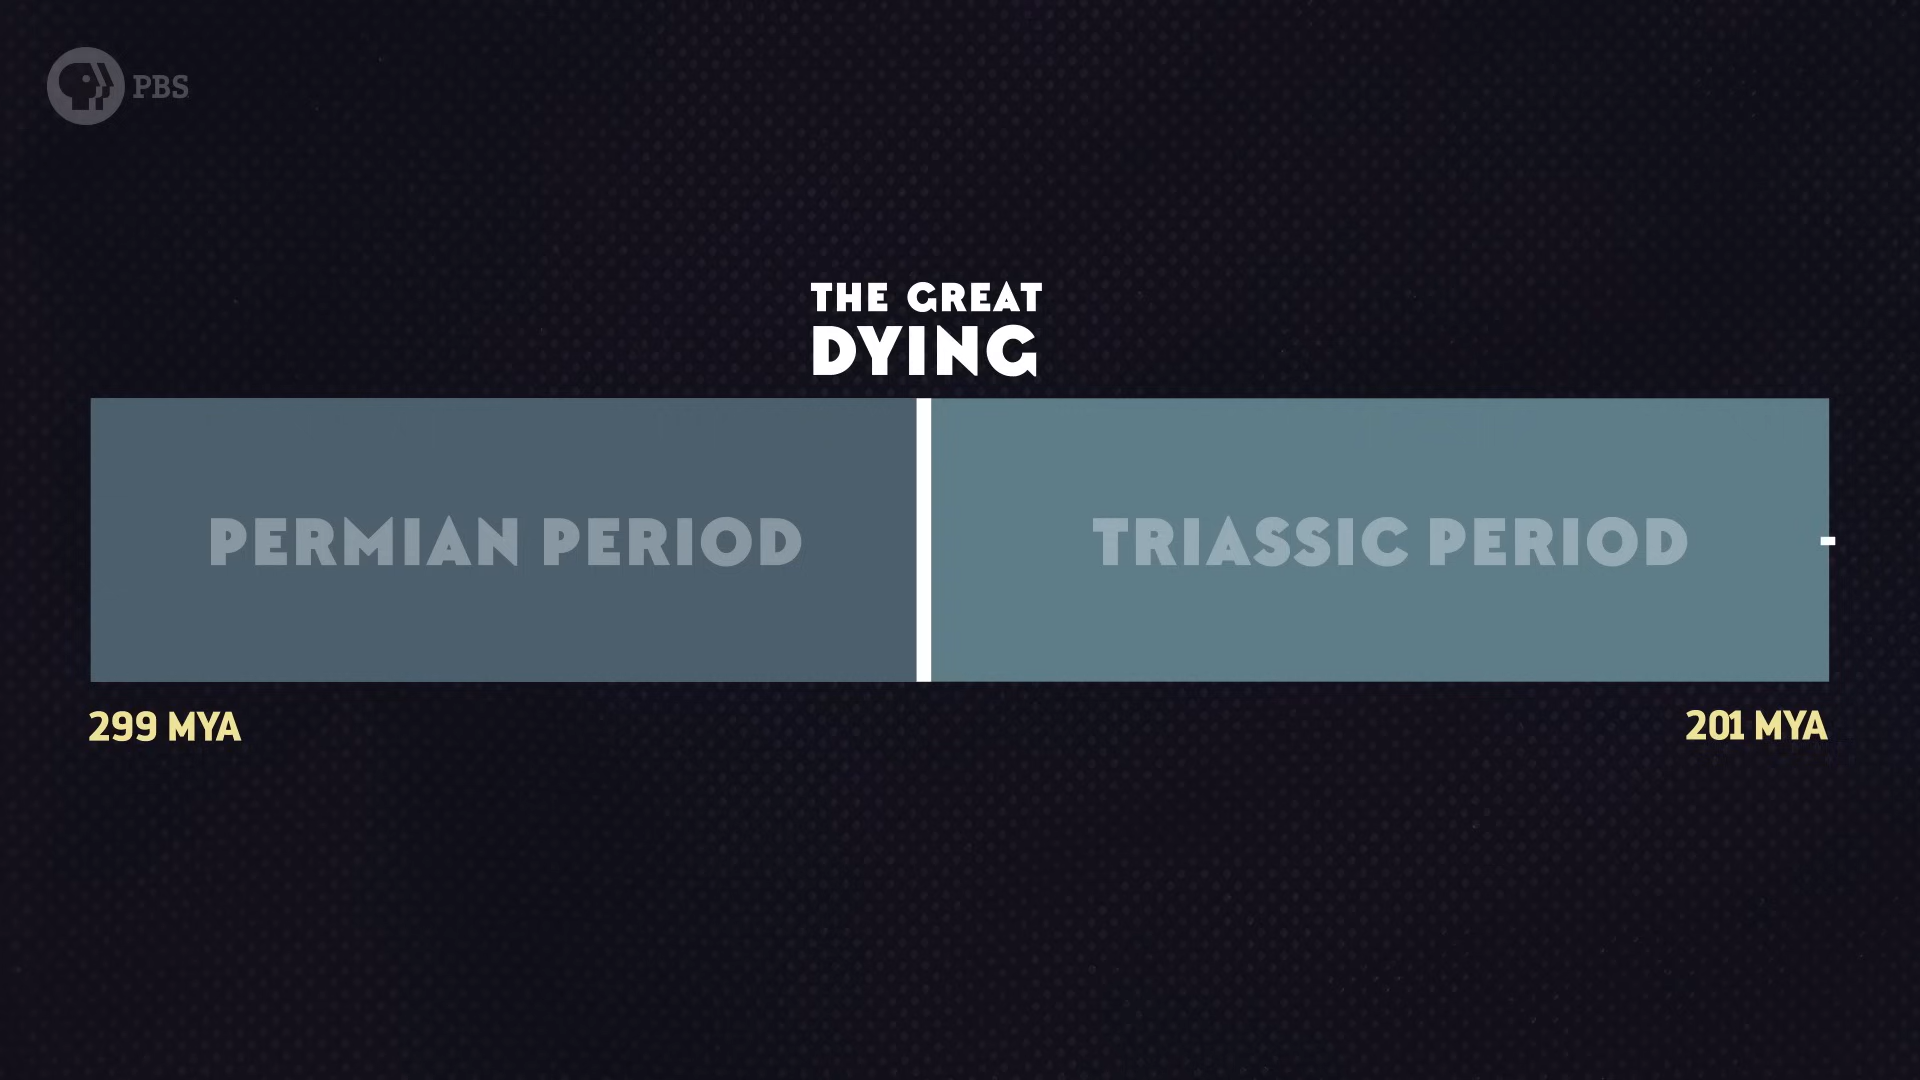 PBS
THE GREAT
DYING
PERMIAN PERIOD
TRIASSIC PERIOD
299 MYA
201 MYA